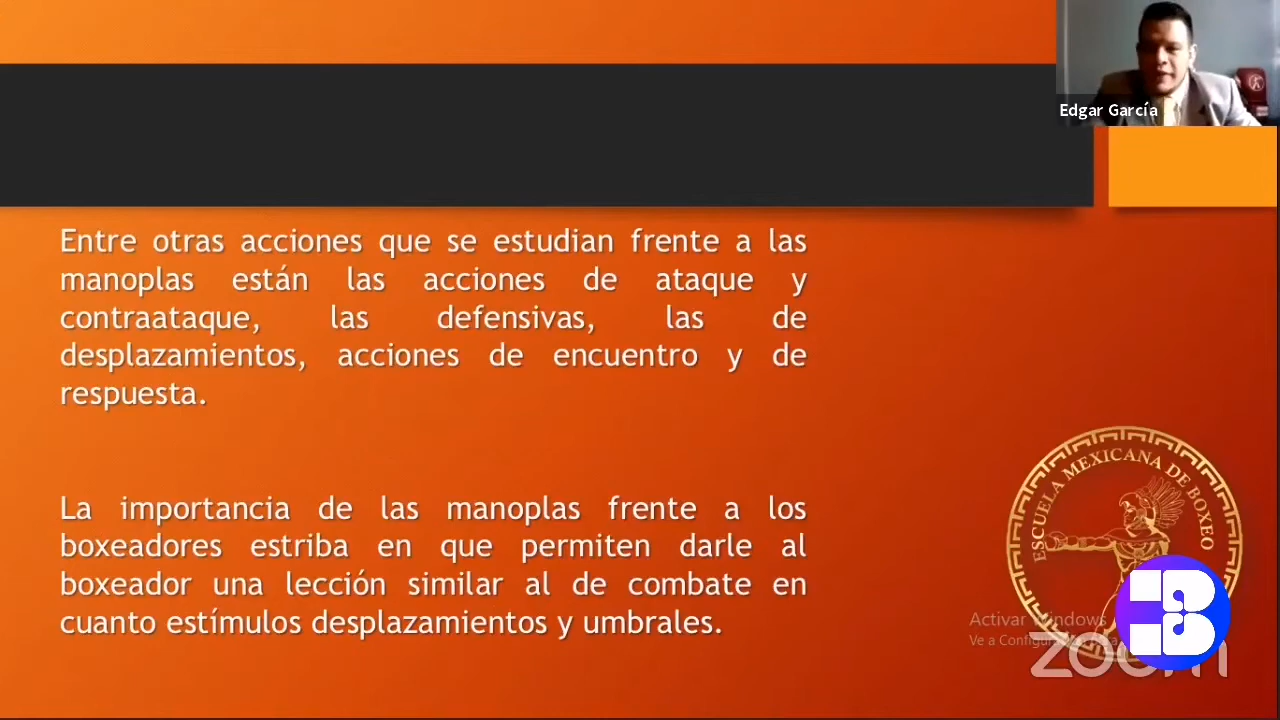 Edgar García
Entre otras acciones que se estudian frente a las
manoplas están las acciones de ataque y
contraataque, las defensivas, las de
desplazamientos, acciones de encuentro y de
respuesta.
La importancia de las manoplas frente a los
boxeadores estriba en que permiten darle al
boxeador una lección similar al de combate en
cuanto estímulos desplazamientos y umbrales.
ESCUELA MEXICANA DE BOXEO
Activar Windows
Ve a
zoom